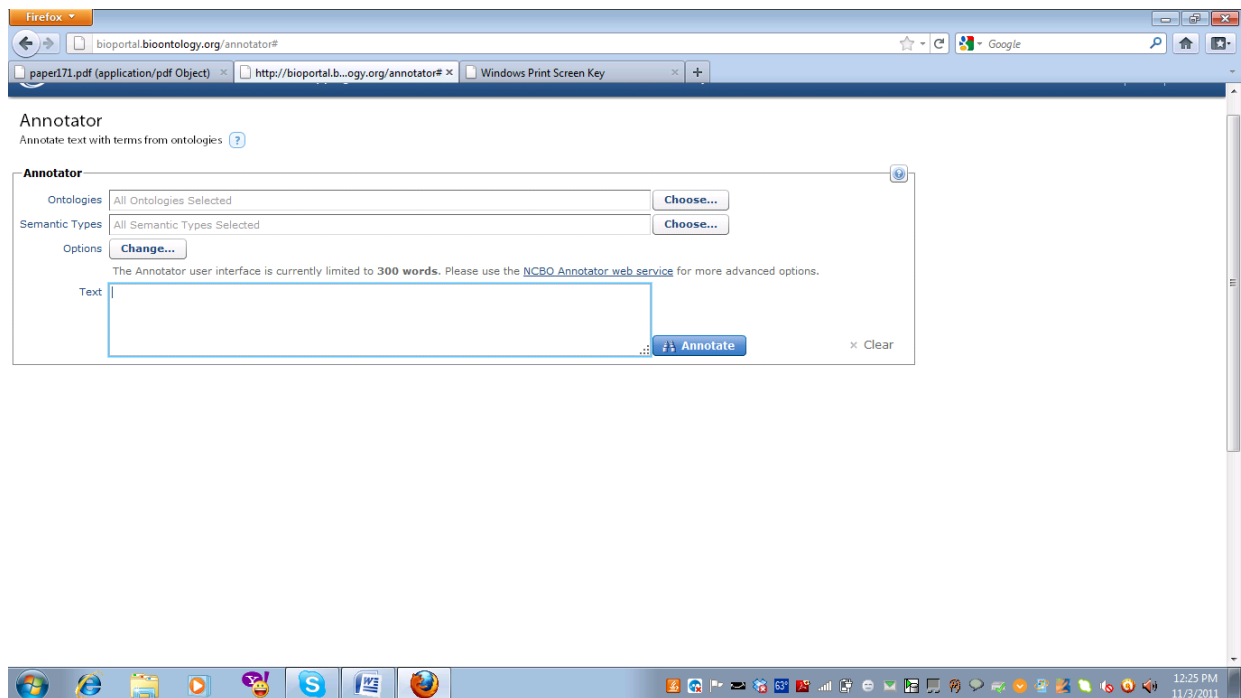 Firefox
bioportal.bioontology.org/annotator#
Google
paper171.pdf (application/pdf Object) ×
http://bioportal.b...ogy.org/annotator# ×
Windows Print Screen Key ×
+
Annotator
Annotate text with terms from ontologies ?
Annotator
Ontologies All Ontologies Selected Choose...
Semantic Types All Semantic Types Selected Choose...
Options Change...
The Annotator user interface is currently limited to 300 words. Please use the NCBO Annotator web service for more advanced options.
Text
Annotate × Clear
63°
12:25 PM
11/3/2011